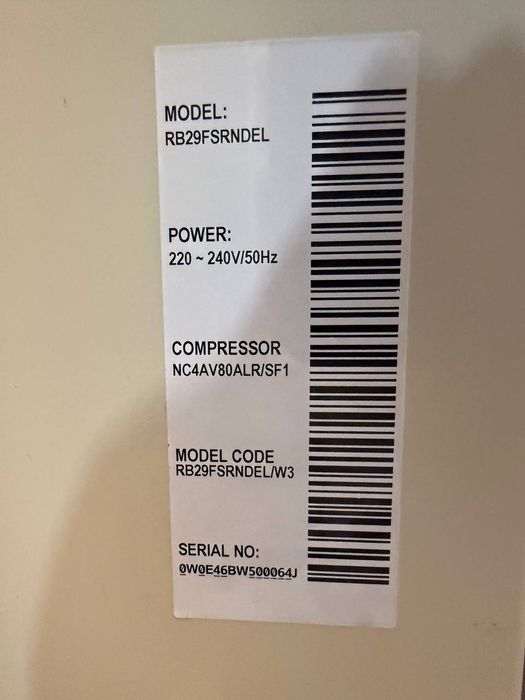 MODEL:
RB29FSRNDEL
POWER:
220 ~ 240V/50Hz
COMPRESSOR
NC4AV80ALR/SF1
MODEL CODE
RB29FSRNDEL/W3
SERIAL NO:
0W0E46BW500064J